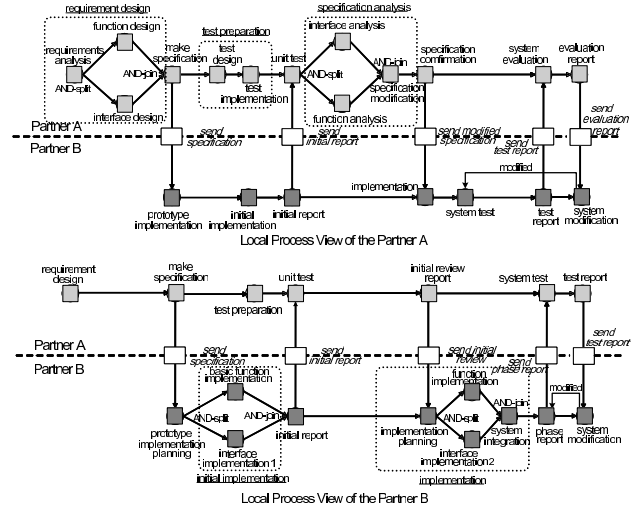 requirement design
function design
requirements
analysis
AND-split
AND-join
interface design
make
specification
test preparation
test
design
test
implementation
unit test
specification analysis
interface analysis
AND-split
AND-join
specification
modification
function analysis
specification
confirmation
system
evaluation
evaluation
report
Partner A
Partner B
send
specification
send
initial report
send modified
specification
send
test report
send
evaluation
report
modified
prototype
implementation
initial
implementation
initial report
implementation
system test
test
report
system
modification
Local Process View of the Partner A
requirement
design
make
specification
test preparation
unit test
initial review
report
system test
test report
Partner A
Partner B
send
specification
send
initial report
send initial
review
send
phase report
send
test report
prototype
implementation
planning
basic function
implementation
AND-split
AND-join
interface
implementation 1
initial implementation
initial report
implementation
planning
function
implementation
AND-split
AND-join
interface
implementation 2
system
integration
implementation
modified
phase
report
system
modification
Local Process View of the Partner B